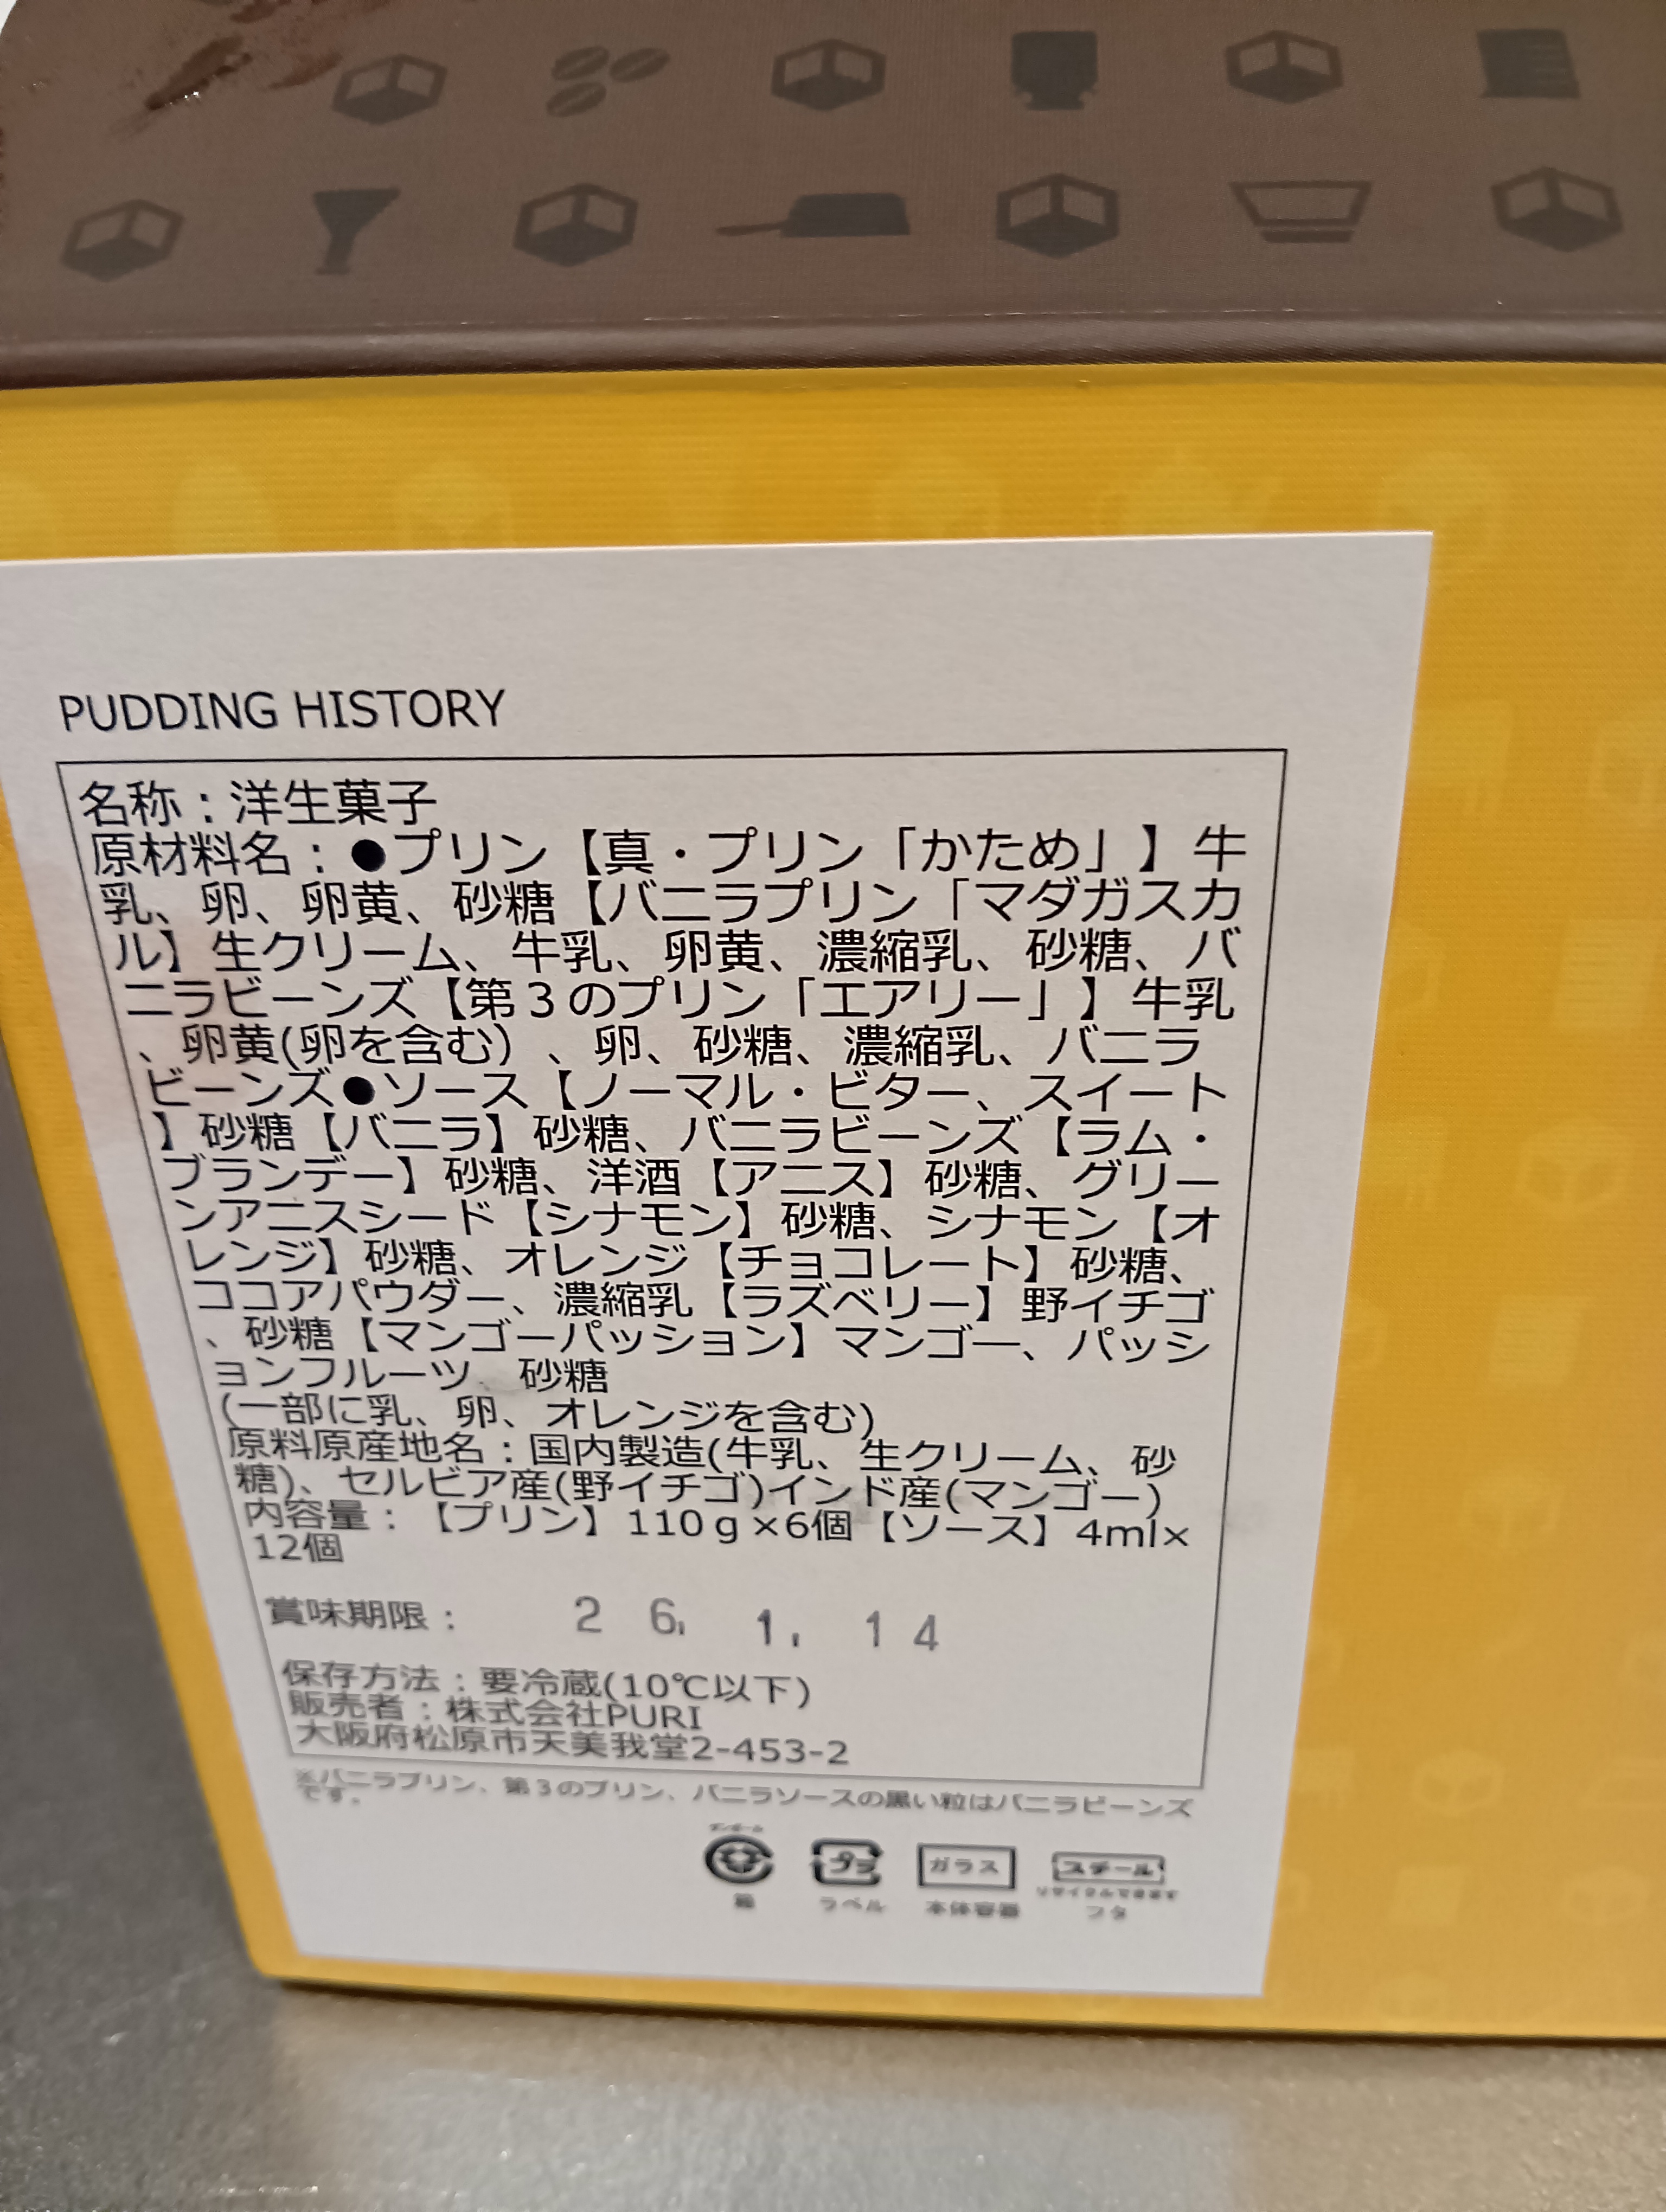 PUDDING HISTORY
名称：洋生菓子
原材料名：●プリン【真・プリン「かため」】牛
乳、卵、卵黄、砂糖【バニラプリン「マダガスカ
ル】生クリーム、牛乳、卵黄、濃縮乳、砂糖、バ
ニラビーンズ【第３のプリン「エアリー」】牛乳
、卵黄(卵を含む）、卵、砂糖、濃縮乳、バニラ
ビーンズ●ソース【ノーマル・ビター、スイート
】砂糖【バニラ】砂糖、バニラビーンズ【ラム・
ブランデー】砂糖、洋酒【アニス】砂糖、グリー
ンアニスシード【シナモン】砂糖、シナモン【オ
レンジ】砂糖、オレンジ【チョコレート】砂糖、
ココアパウダー、濃縮乳【ラズベリー】野イチゴ
、砂糖【マンゴーパッション】マンゴー、パッシ
ョンフルーツ、砂糖
(一部に乳、卵、オレンジを含む)
原料原産地名：国内製造(牛乳、生クリーム、砂
糖)、セルビア産(野イチゴ)インド産(マンゴー)
内容量：【プリン】110ｇ×6個【ソース】4ml×
12個
賞味期限： 26. 1. 14
保存方法：要冷蔵(10℃以下)
販売者：株式会社PURI
大阪府松原市天美我堂2-453-2
※バニラプリン、第３のプリン、バニラソースの黒い粒はバニラビーンズ
です。
ダンボール
プラ ガラス スチール
箱 ラベル 本体容器 フタ